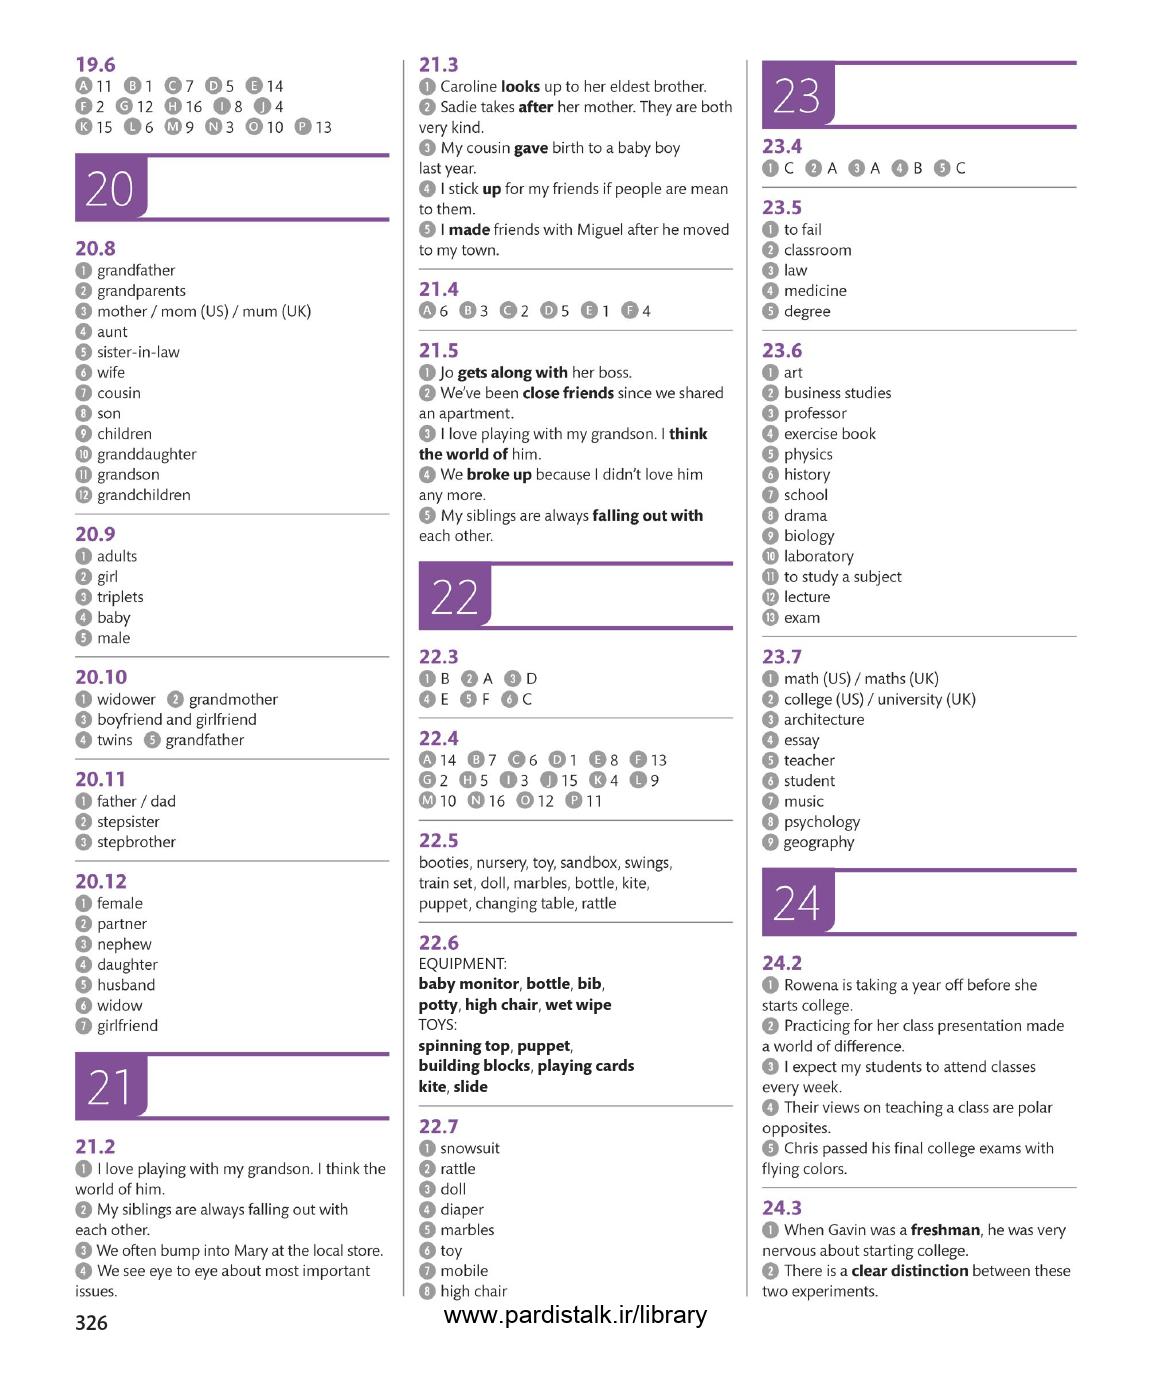 19.6
A 11 B 1 C 7 D 5 E 14
F 2 G 12 H 16 I 8 J 4
K 15 L 6 M 9 N 3 O 10 P 13
20
20.8
1 grandfather
2 grandparents
3 mother / mom (US) / mum (UK)
4 aunt
5 sister-in-law
6 wife
7 cousin
8 son
9 children
10 granddaughter
11 grandson
12 grandchildren
20.9
1 adults
2 girl
3 triplets
4 baby
5 male
20.10
1 widower 2 grandmother
3 boyfriend and girlfriend
4 twins 5 grandfather
20.11
1 father / dad
2 stepsister
3 stepbrother
20.12
1 female
2 partner
3 nephew
4 daughter
5 husband
6 widow
7 girlfriend
21
21.2
1 I love playing with my grandson. I think the
world of him.
2 My siblings are always falling out with
each other.
3 We often bump into Mary at the local store.
4 We see eye to eye about most important
issues.
21.3
1 Caroline looks up to her eldest brother.
2 Sadie takes after her mother. They are both
very kind.
3 My cousin gave birth to a baby boy
last year.
4 I stick up for my friends if people are mean
to them.
5 I made friends with Miguel after he moved
to my town.
21.4
A 6 B 3 C 2 D 5 E 1 F 4
21.5
1 Jo gets along with her boss.
2 We've been close friends since we shared
an apartment.
3 I love playing with my grandson. I think
the world of him.
4 We broke up because I didn't love him
any more.
5 My siblings are always falling out with
each other.
22
22.3
1 B 2 A 3 D
4 E 5 F 6 C
22.4
A 14 B 7 C 6 D 1 E 8 F 13
G 2 H 5 I 3 J 15 K 4 L 9
M 10 N 16 O 12 P 11
22.5
booties, nursery, toy, sandbox, swings,
train set, doll, marbles, bottle, kite,
puppet, changing table, rattle
22.6
EQUIPMENT:
baby monitor, bottle, bib,
potty, high chair, wet wipe
TOYS:
spinning top, puppet,
building blocks, playing cards
kite, slide
22.7
1 snowsuit
2 rattle
3 doll
4 diaper
5 marbles
6 toy
7 mobile
8 high chair
23
23.4
1 C 2 A 3 A 4 B 5 C
23.5
1 to fail
2 classroom
3 law
4 medicine
5 degree
23.6
1 art
2 business studies
3 professor
4 exercise book
5 physics
6 history
7 school
8 drama
9 biology
10 laboratory
11 to study a subject
12 lecture
13 exam
23.7
1 math (US) / maths (UK)
2 college (US) / university (UK)
3 architecture
4 essay
5 teacher
6 student
7 music
8 psychology
9 geography
24
24.2
1 Rowena is taking a year off before she
starts college.
2 Practicing for her class presentation made
a world of difference.
3 I expect my students to attend classes
every week.
4 Their views on teaching a class are polar
opposites.
5 Chris passed his final college exams with
flying colors.
24.3
1 When Gavin was a freshman, he was very
nervous about starting college.
2 There is a clear distinction between these
two experiments.
326
www.pardistalk.ir/library